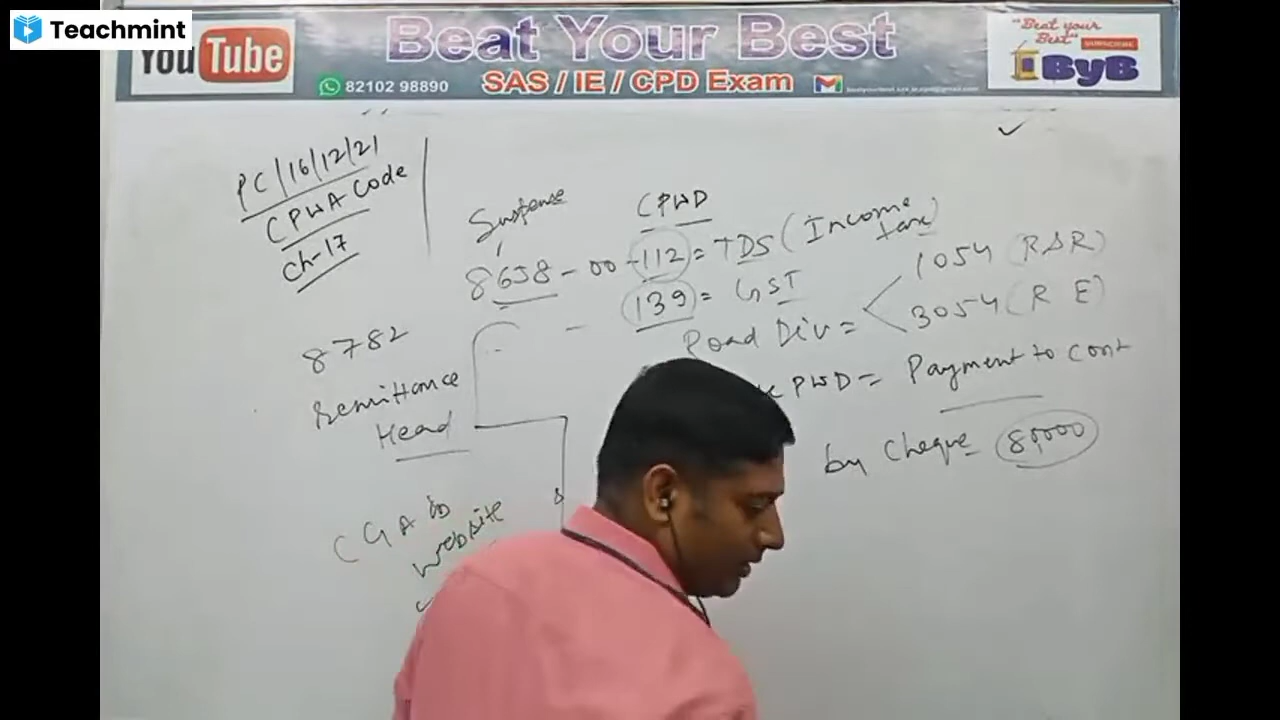 Teachmint
YouTube
82102 98890
Beat Your Best
SAS / IE / CPD Exam
"Beat your
Best"
SUBSCRIBE
ByB
PC/16/12/21
CPWA Code
Ch-17
Suspense
CPWD
8658-00-112 = TDS (Income
tax)
139 = GST
Road Div =
1054 (R&R)
3054 (R E)
8782
Remittance
Head
PWD = Payment to Cont
by Cheque 80,000
CGA
website